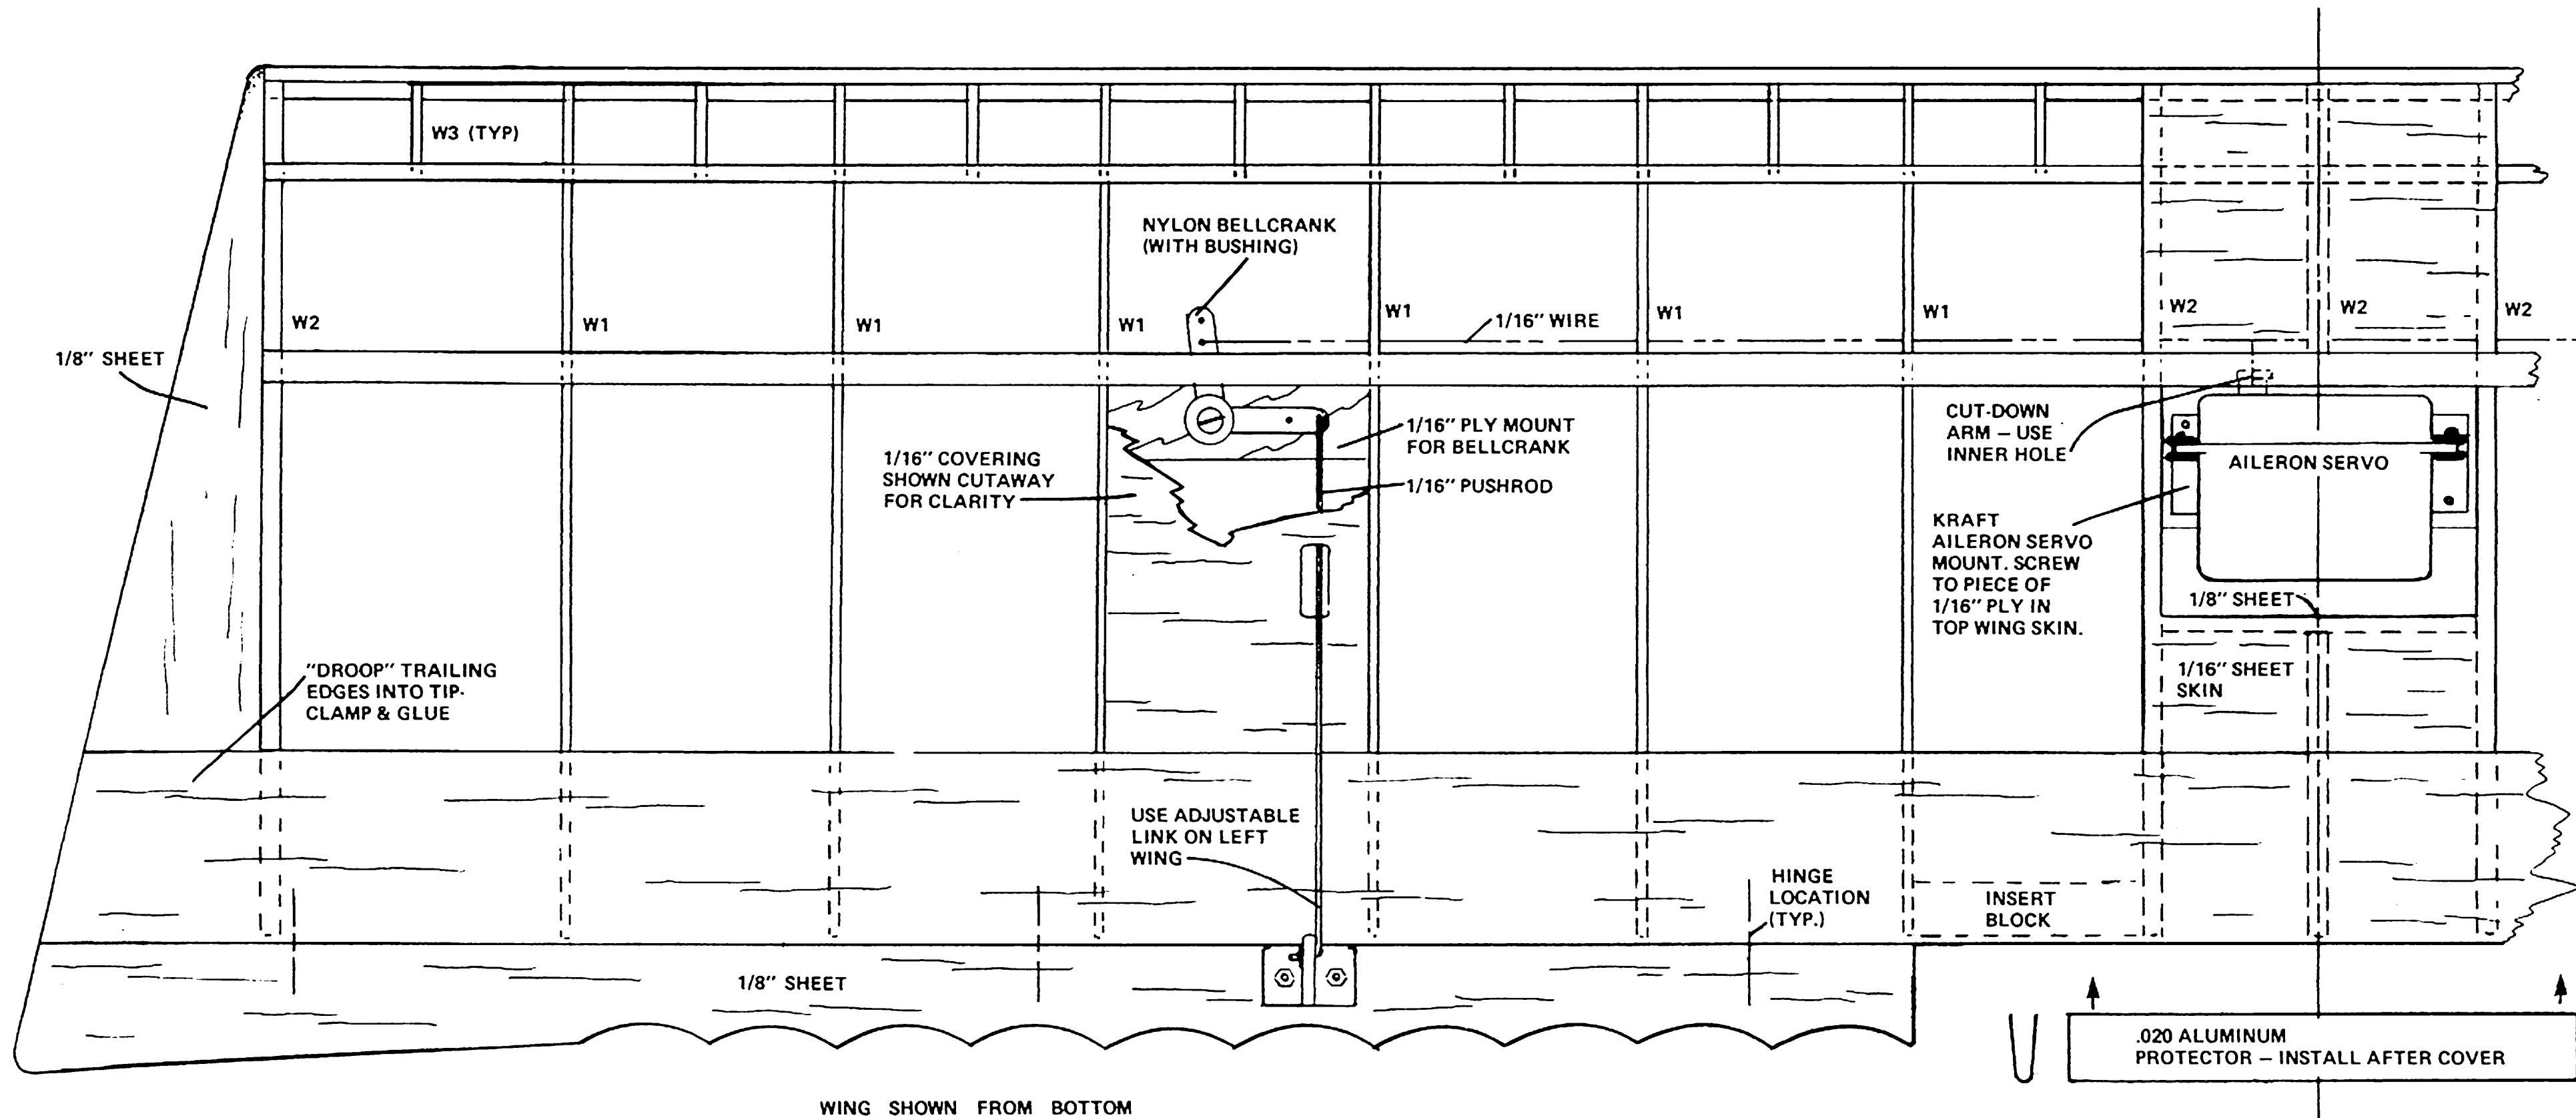 W3 (TYP)
NYLON BELLCRANK
(WITH BUSHING)
W2
W1
W1
W1
W1
1/16" WIRE
W1
W1
W2
W2
W2
1/8" SHEET
1/16" COVERING
SHOWN CUTAWAY
FOR CLARITY
1/16" PLY MOUNT
FOR BELLCRANK
1/16" PUSHROD
CUT-DOWN
ARM – USE
INNER HOLE
AILERON SERVO
KRAFT
AILERON SERVO
MOUNT. SCREW
TO PIECE OF
1/16" PLY IN
TOP WING SKIN.
1/8" SHEET
1/16" SHEET
SKIN
"DROOP" TRAILING
EDGES INTO TIP-
CLAMP & GLUE
USE ADJUSTABLE
LINK ON LEFT
WING
HINGE
LOCATION
(TYP.)
INSERT
BLOCK
1/8" SHEET
.020 ALUMINUM
PROTECTOR – INSTALL AFTER COVER
WING SHOWN FROM BOTTOM